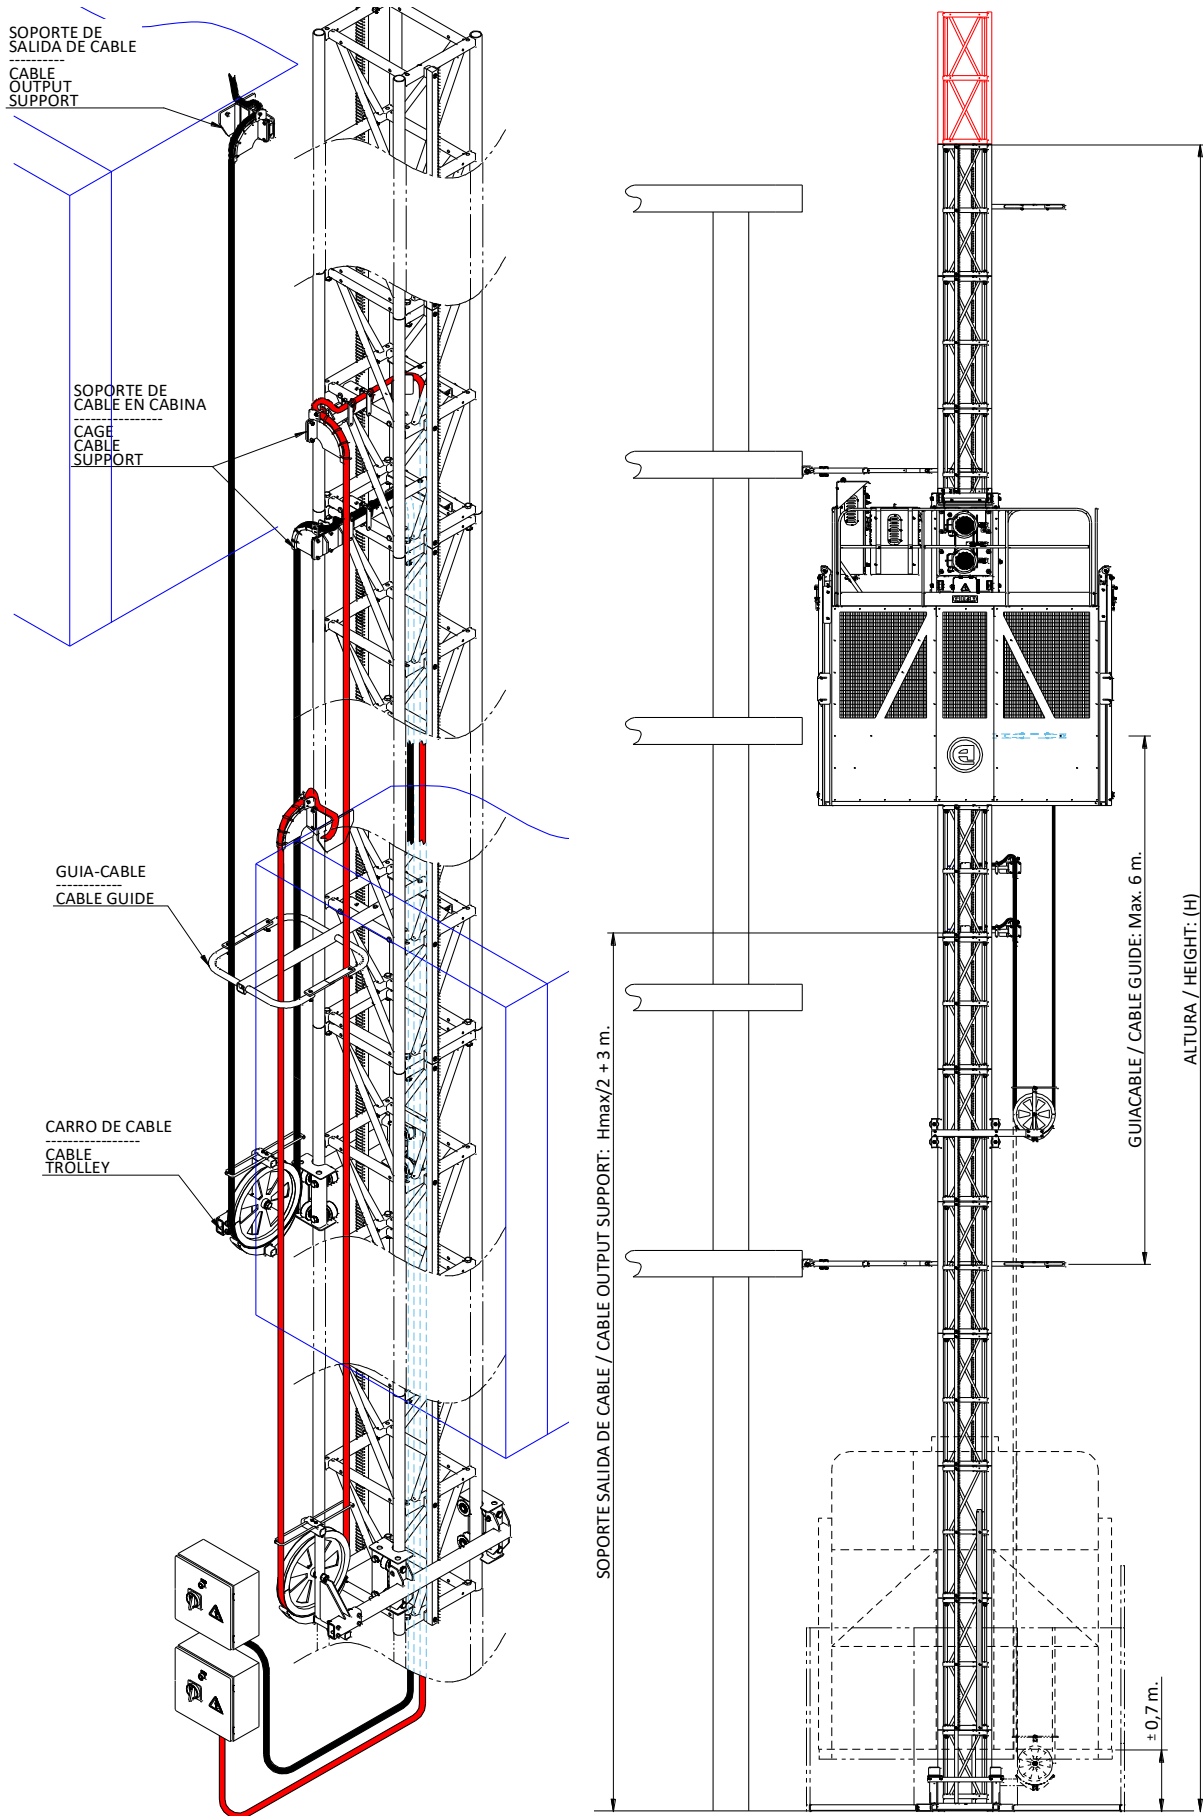 SOPORTE DE
SALIDA DE CABLE
----------
CABLE
OUTPUT
SUPPORT
SOPORTE DE
CABLE EN CABINA
----------------
CAGE
CABLE
SUPPORT
GUIA-CABLE
------------
CABLE GUIDE
CARRO DE CABLE
-----------------
CABLE
TROLLEY
SOPORTE SALIDA DE CABLE / CABLE OUTPUT SUPPORT: Hmax/2 + 3 m.
GUIACABLE / CABLE GUIDE: Max. 6 m.
ALTURA / HEIGHT: (H)
± 0,7 m.